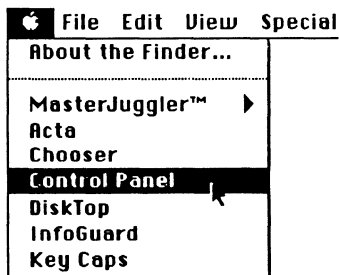 File Edit View Special
About the Finder...
MasterJuggler™
Acta
Chooser
Control Panel
DiskTop
InfoGuard
Key Caps